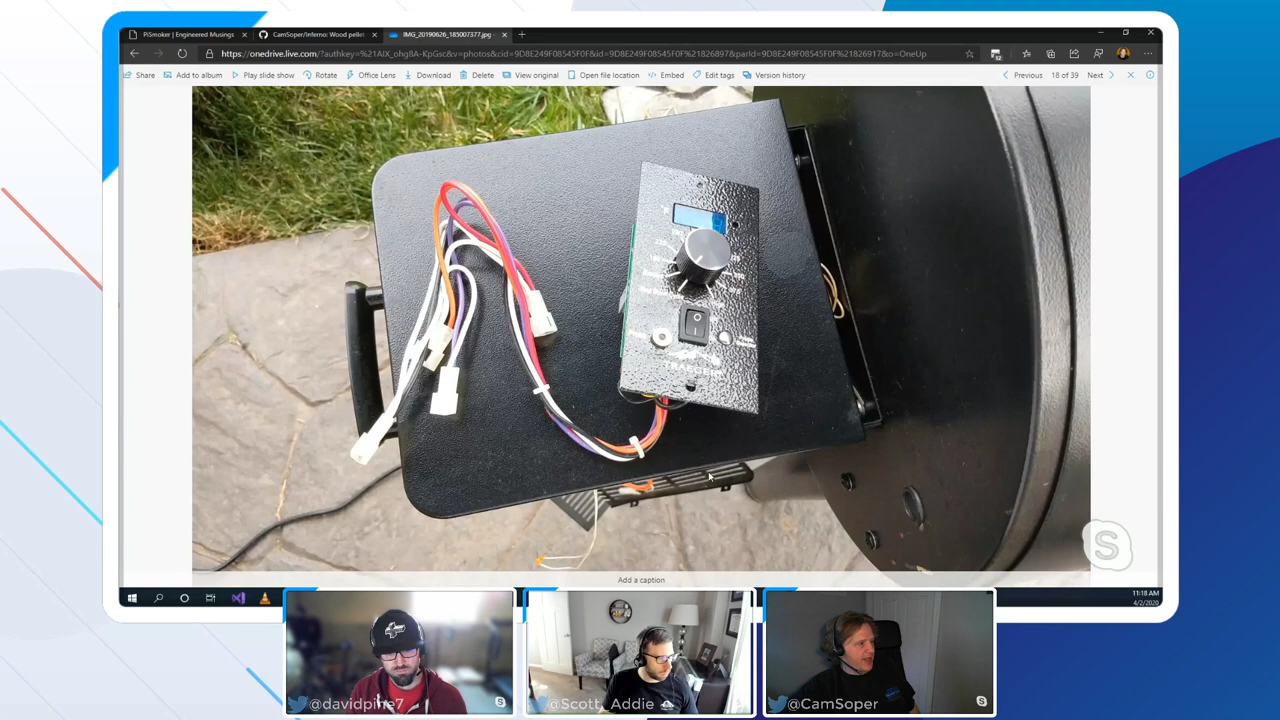 PiSmoker | Engineered Musings
CamSoper/Inferno: Wood pellet
IMG_20190626_185007377.jpg
https://onedrive.live.com/?authkey=%21AIX_ohg8A-KpGsc&v=photos&cid=9D8E249F08545F0F&id=9D8E249F08545F0F%21826897&parId=9D8E249F08545F0F%21826917&o=OneUp
Share
Add to album
Play slide show
Rotate
Office Lens
Download
Delete
View original
Open file location
Embed
Edit tags
Version history
Previous
18 of 39
Next
TRAEGER
S
Add a caption
11:18 AM
4/2/2020
@davidpine7
@Scott_Addie
@CamSoper